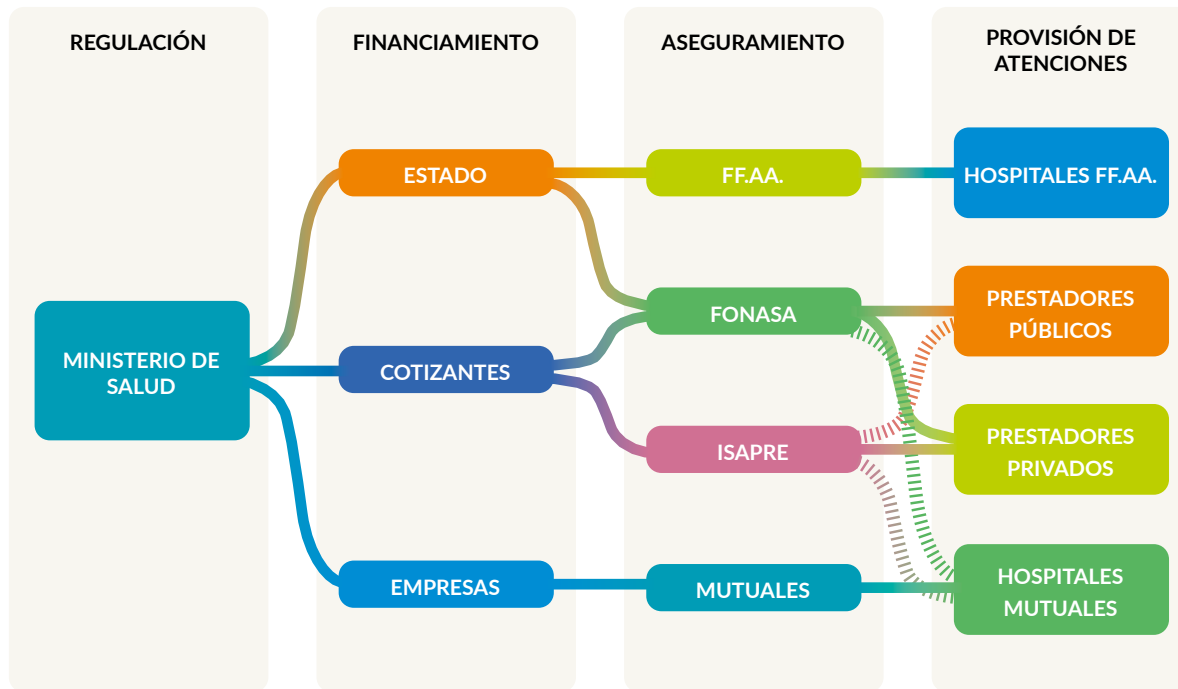 REGULACIÓN
FINANCIAMIENTO
ASEGURAMIENTO
PROVISIÓN DE
ATENCIONES
MINISTERIO DE
SALUD
ESTADO
COTIZANTES
EMPRESAS
FF.AA.
FONASA
ISAPRE
MUTUALES
HOSPITALES FF.AA.
PRESTADORES
PÚBLICOS
PRESTADORES
PRIVADOS
HOSPITALES
MUTUALES